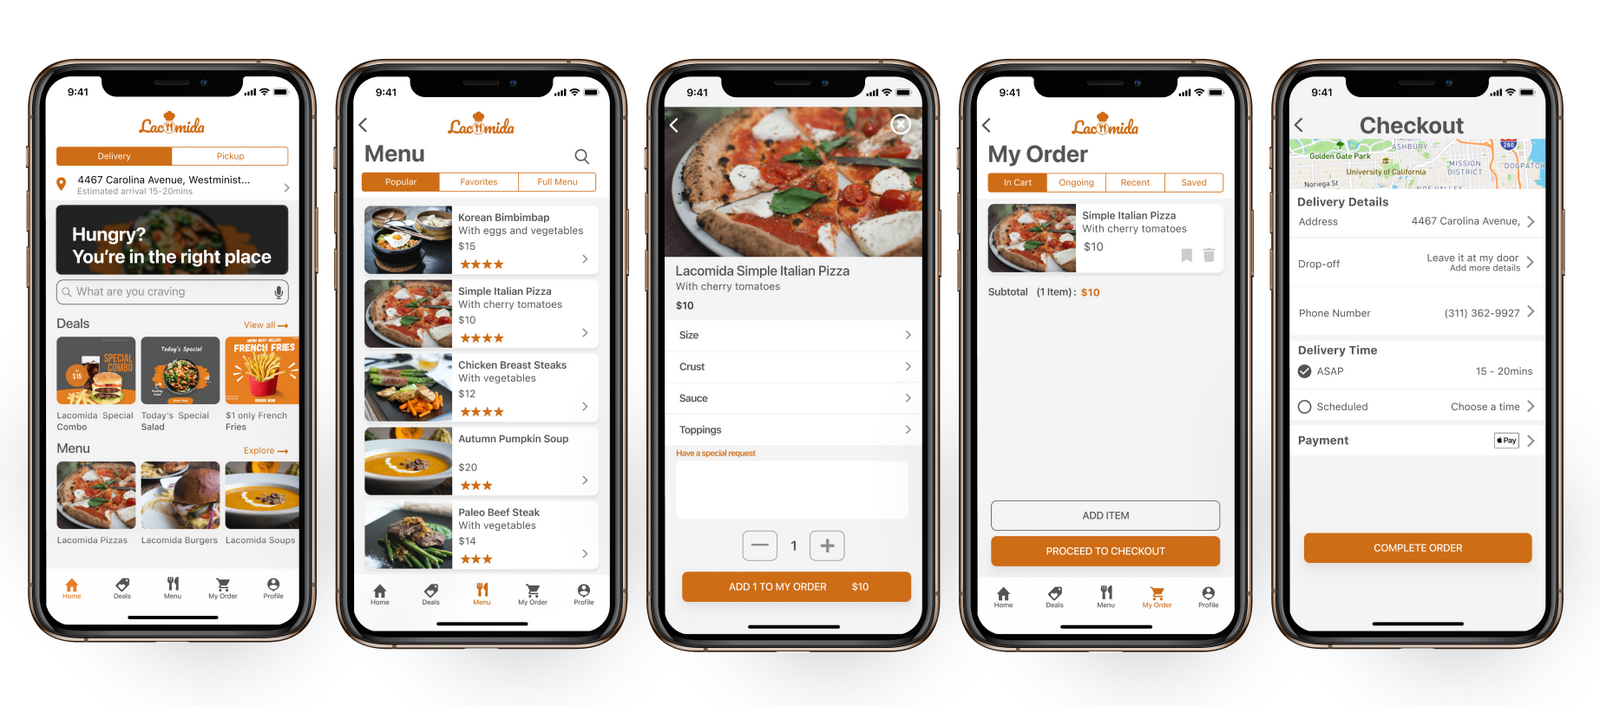 9:41
Lacomida
Delivery
Pickup
4467 Carolina Avenue, Westminist...
Estimated arrival 15-20mins
Hungry?
You're in the right place
What are you craving
Deals
View all
SPECIAL
COMBO
$15
Today's Special
FRENCH FRIES
ORDER NOW
Lacomida Special
Combo
Today's Special
Salad
$1 only French
Fries
Menu
Explore
Lacomida Pizzas
Lacomida Burgers
Lacomida Soups
Home
Deals
Menu
My Order
Profile
9:41
Lacomida
Menu
Popular
Favorites
Full Menu
Korean Bimbimbap
With eggs and vegetables
$15
Simple Italian Pizza
With cherry tomatoes
$10
Chicken Breast Steaks
With vegetables
$12
Autumn Pumpkin Soup
$20
Paleo Beef Steak
With vegetables
$14
Home
Deals
Menu
My Order
Profile
9:41
Lacomida Simple Italian Pizza
With cherry tomatoes
$10
Size
Crust
Sauce
Toppings
Have a special request
1
ADD 1 TO MY ORDER $10
9:41
Lacomida
My Order
In Cart
Ongoing
Recent
Saved
Simple Italian Pizza
With cherry tomatoes
$10
Subtotal (1 Item): $10
ADD ITEM
PROCEED TO CHECKOUT
Home
Deals
Menu
My Order
Profile
9:41
Checkout
ASHBURY
280
Golden Gate Park
MISSION
DISTRICT
DOGPATCH
University of California
Noriega St
NOE VALLEY
Delivery Details
Address 4467 Carolina Avenue,
Drop-off Leave it at my door
Add more details
Phone Number (311) 362-9927
Delivery Time
ASAP 15 - 20mins
Scheduled Choose a time
Payment Pay
COMPLETE ORDER